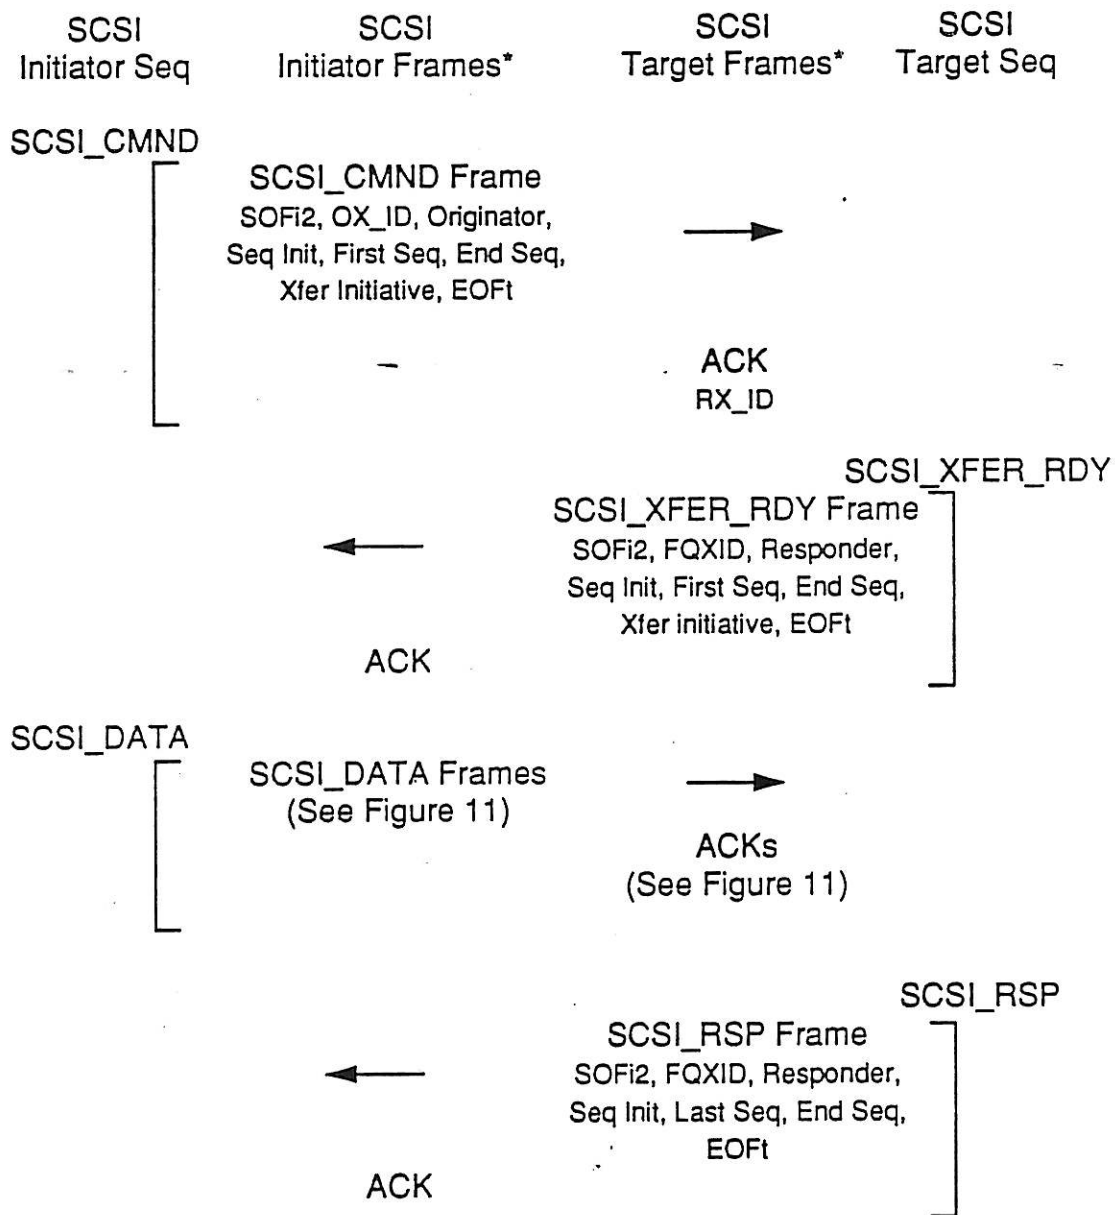 SCSI
Initiator Seq
SCSI
Initiator Frames*
SCSI
Target Frames*
SCSI
Target Seq
SCSI_CMND
SCSI_CMND Frame
SOFi2, OX_ID, Originator,
Seq Init, First Seq, End Seq,
Xfer Initiative, EOFt
ACK
RX_ID
SCSI_XFER_RDY
SCSI_XFER_RDY Frame
SOFi2, FQXID, Responder,
Seq Init, First Seq, End Seq,
Xfer initiative, EOFt
ACK
SCSI_DATA
SCSI_DATA Frames
(See Figure 11)
ACKs
(See Figure 11)
SCSI_RSP
SCSI_RSP Frame
SOFi2, FQXID, Responder,
Seq Init, Last Seq, End Seq,
EOFt
ACK